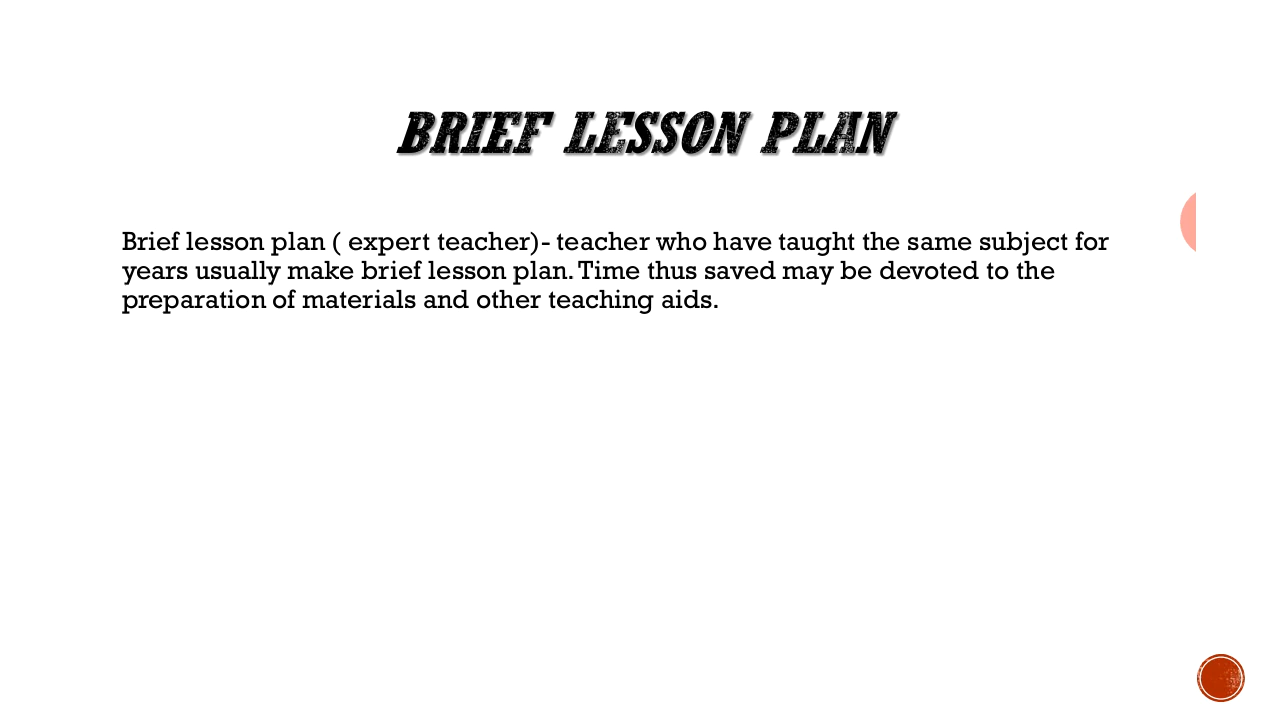 BRIEF LESSON PLAN
Brief lesson plan ( expert teacher)- teacher who have taught the same subject for
years usually make brief lesson plan. Time thus saved may be devoted to the
preparation of materials and other teaching aids.